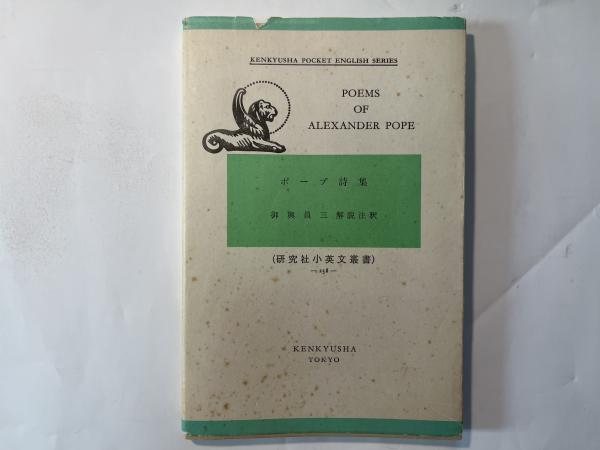 KENKYUSHA POCKET ENGLISH SERIES
POEMS
OF
ALEXANDER POPE
ポープ詩集
御輿員三解説注釈
(研究社小英文叢書)
—258—
KENKYUSHA
TOKYO